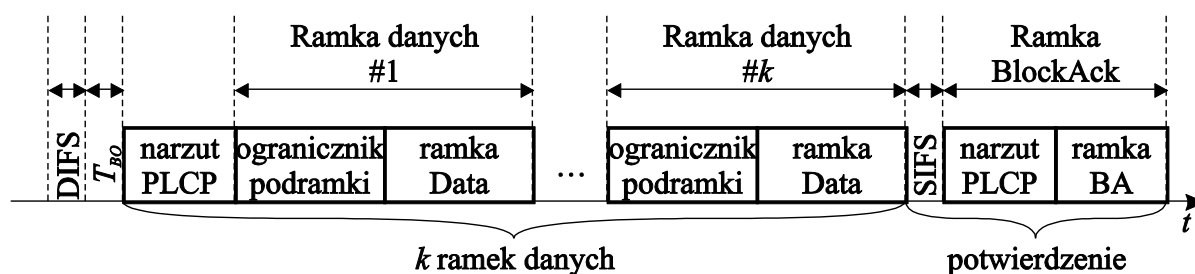 Ramka danych
#1
Ramka danych
#k
Ramka
BlockAck
DIFS
T_BO
narzut
PLCP
ogranicznik
podramki
ramka
Data
...
ogranicznik
podramki
ramka
Data
SIFS
narzut
PLCP
ramka
BA
t
k ramek danych
potwierdzenie